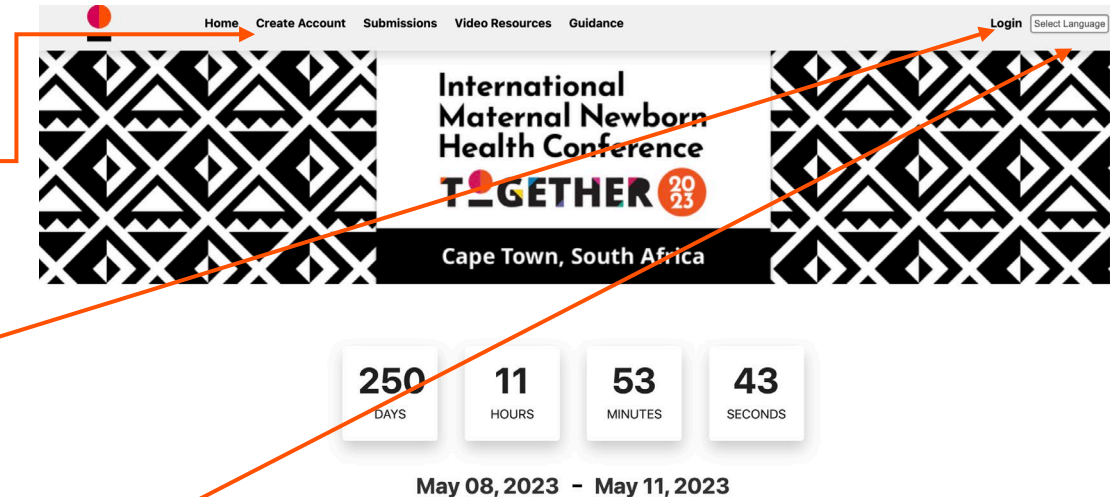 Home Create Account Submissions Video Resources Guidance Login Select Language
International
Maternal Newborn
Health Conference
TOGETHER 2023
Cape Town, South Africa
250 11 53 43
DAYS HOURS MINUTES SECONDS
May 08, 2023 - May 11, 2023